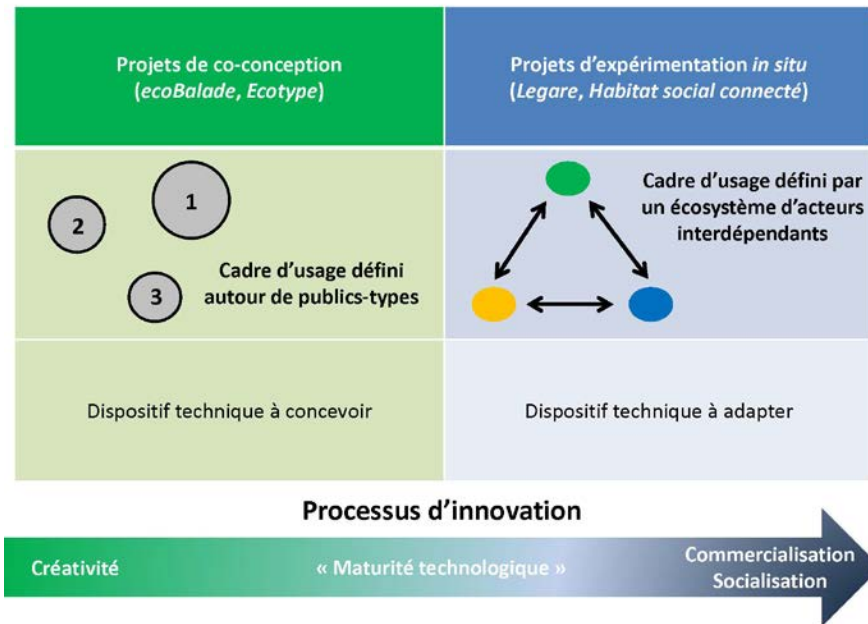 Projets de co-conception
(ecoBalade, Ecotype)
Projets d'expérimentation in situ
(Legare, Habitat social connecté)
1
2
3
Cadre d'usage défini
autour de publics-types
Cadre d'usage défini par
un écosystème d'acteurs
interdépendants
Dispositif technique à concevoir
Dispositif technique à adapter
Processus d'innovation
Créativité
« Maturité technologique »
Commercialisation
Socialisation